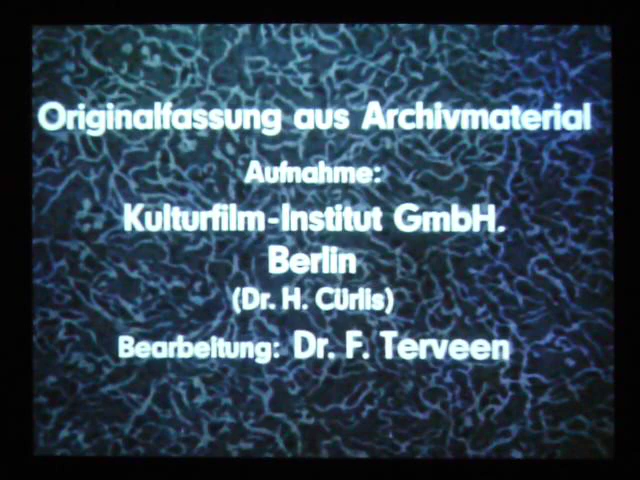 Originalfassung aus Archivmaterial
Aufnahme:
Kulturfilm-Institut GmbH.
Berlin
(Dr. H. Cürlis)
Bearbeitung: Dr. F. Terveen